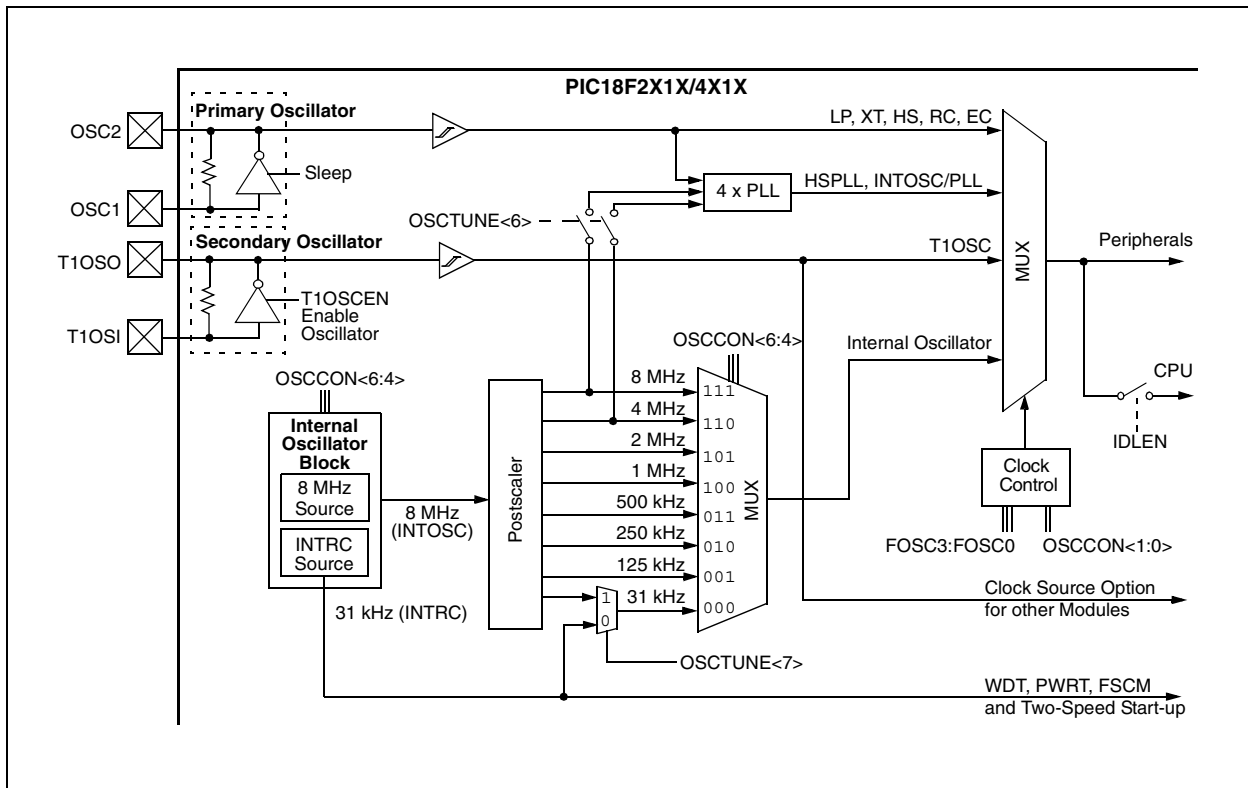 PIC18F2X1X/4X1X
Primary Oscillator
OSC2
LP, XT, HS, RC, EC
Sleep
4 x PLL
HSPLL, INTOSC/PLL
OSC1
OSCTUNE<6>
Secondary Oscillator
T1OSO
T1OSC
MUX
Peripherals
T1OSCEN
Enable
Oscillator
T1OSI
OSCCON<6:4>
Internal Oscillator
OSCCON<6:4>
CPU
IDLEN
Internal
Oscillator
Block
8 MHz
Source
INTRC
Source
8 MHz
(INTOSC)
31 kHz (INTRC)
Postscaler
8 MHz
111
4 MHz
110
2 MHz
101
1 MHz
100
500 kHz
011
250 kHz
010
125 kHz
001
1
0
31 kHz
000
MUX
OSCTUNE<7>
Clock
Control
FOSC3:FOSC0
OSCCON<1:0>
Clock Source Option
for other Modules
WDT, PWRT, FSCM
and Two-Speed Start-up